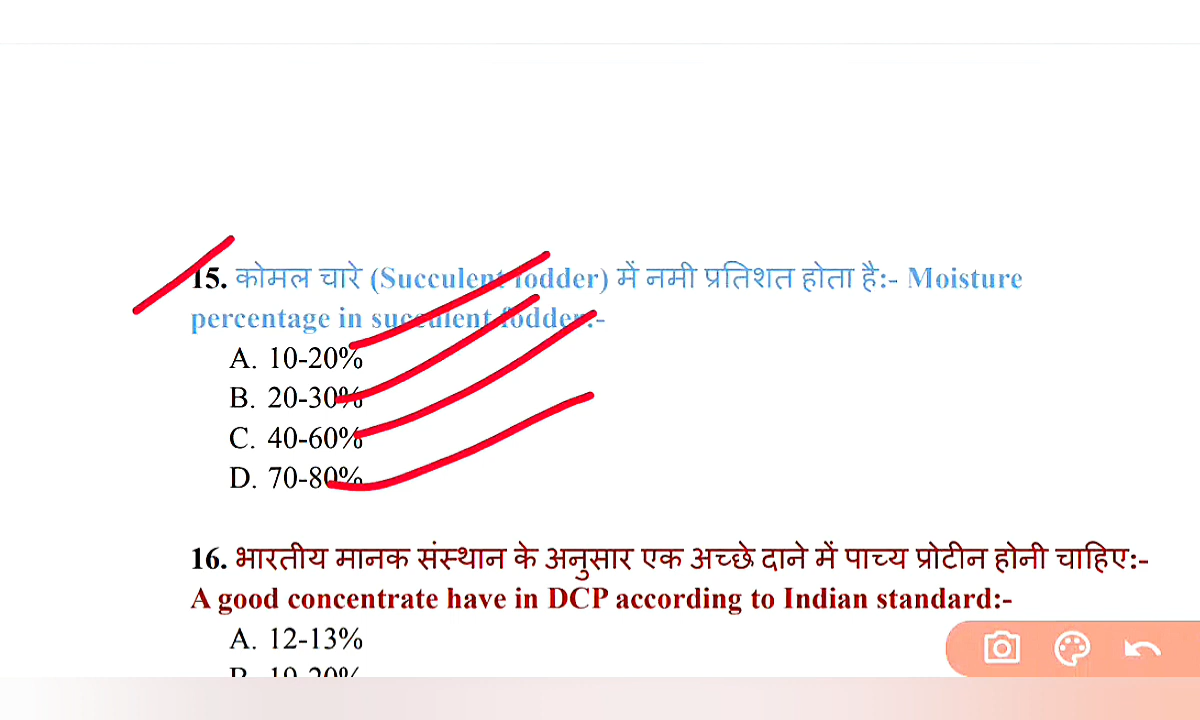 15. कोमल चारे (Succulent fodder) में नमी प्रतिशत होता है:- Moisture
percentage in succulent fodder:-
A. 10-20%
B. 20-30%
C. 40-60%
D. 70-80%
16. भारतीय मानक संस्थान के अनुसार एक अच्छे दाने में पाच्य प्रोटीन होनी चाहिए:-
A good concentrate have in DCP according to Indian standard:-
A. 12-13%